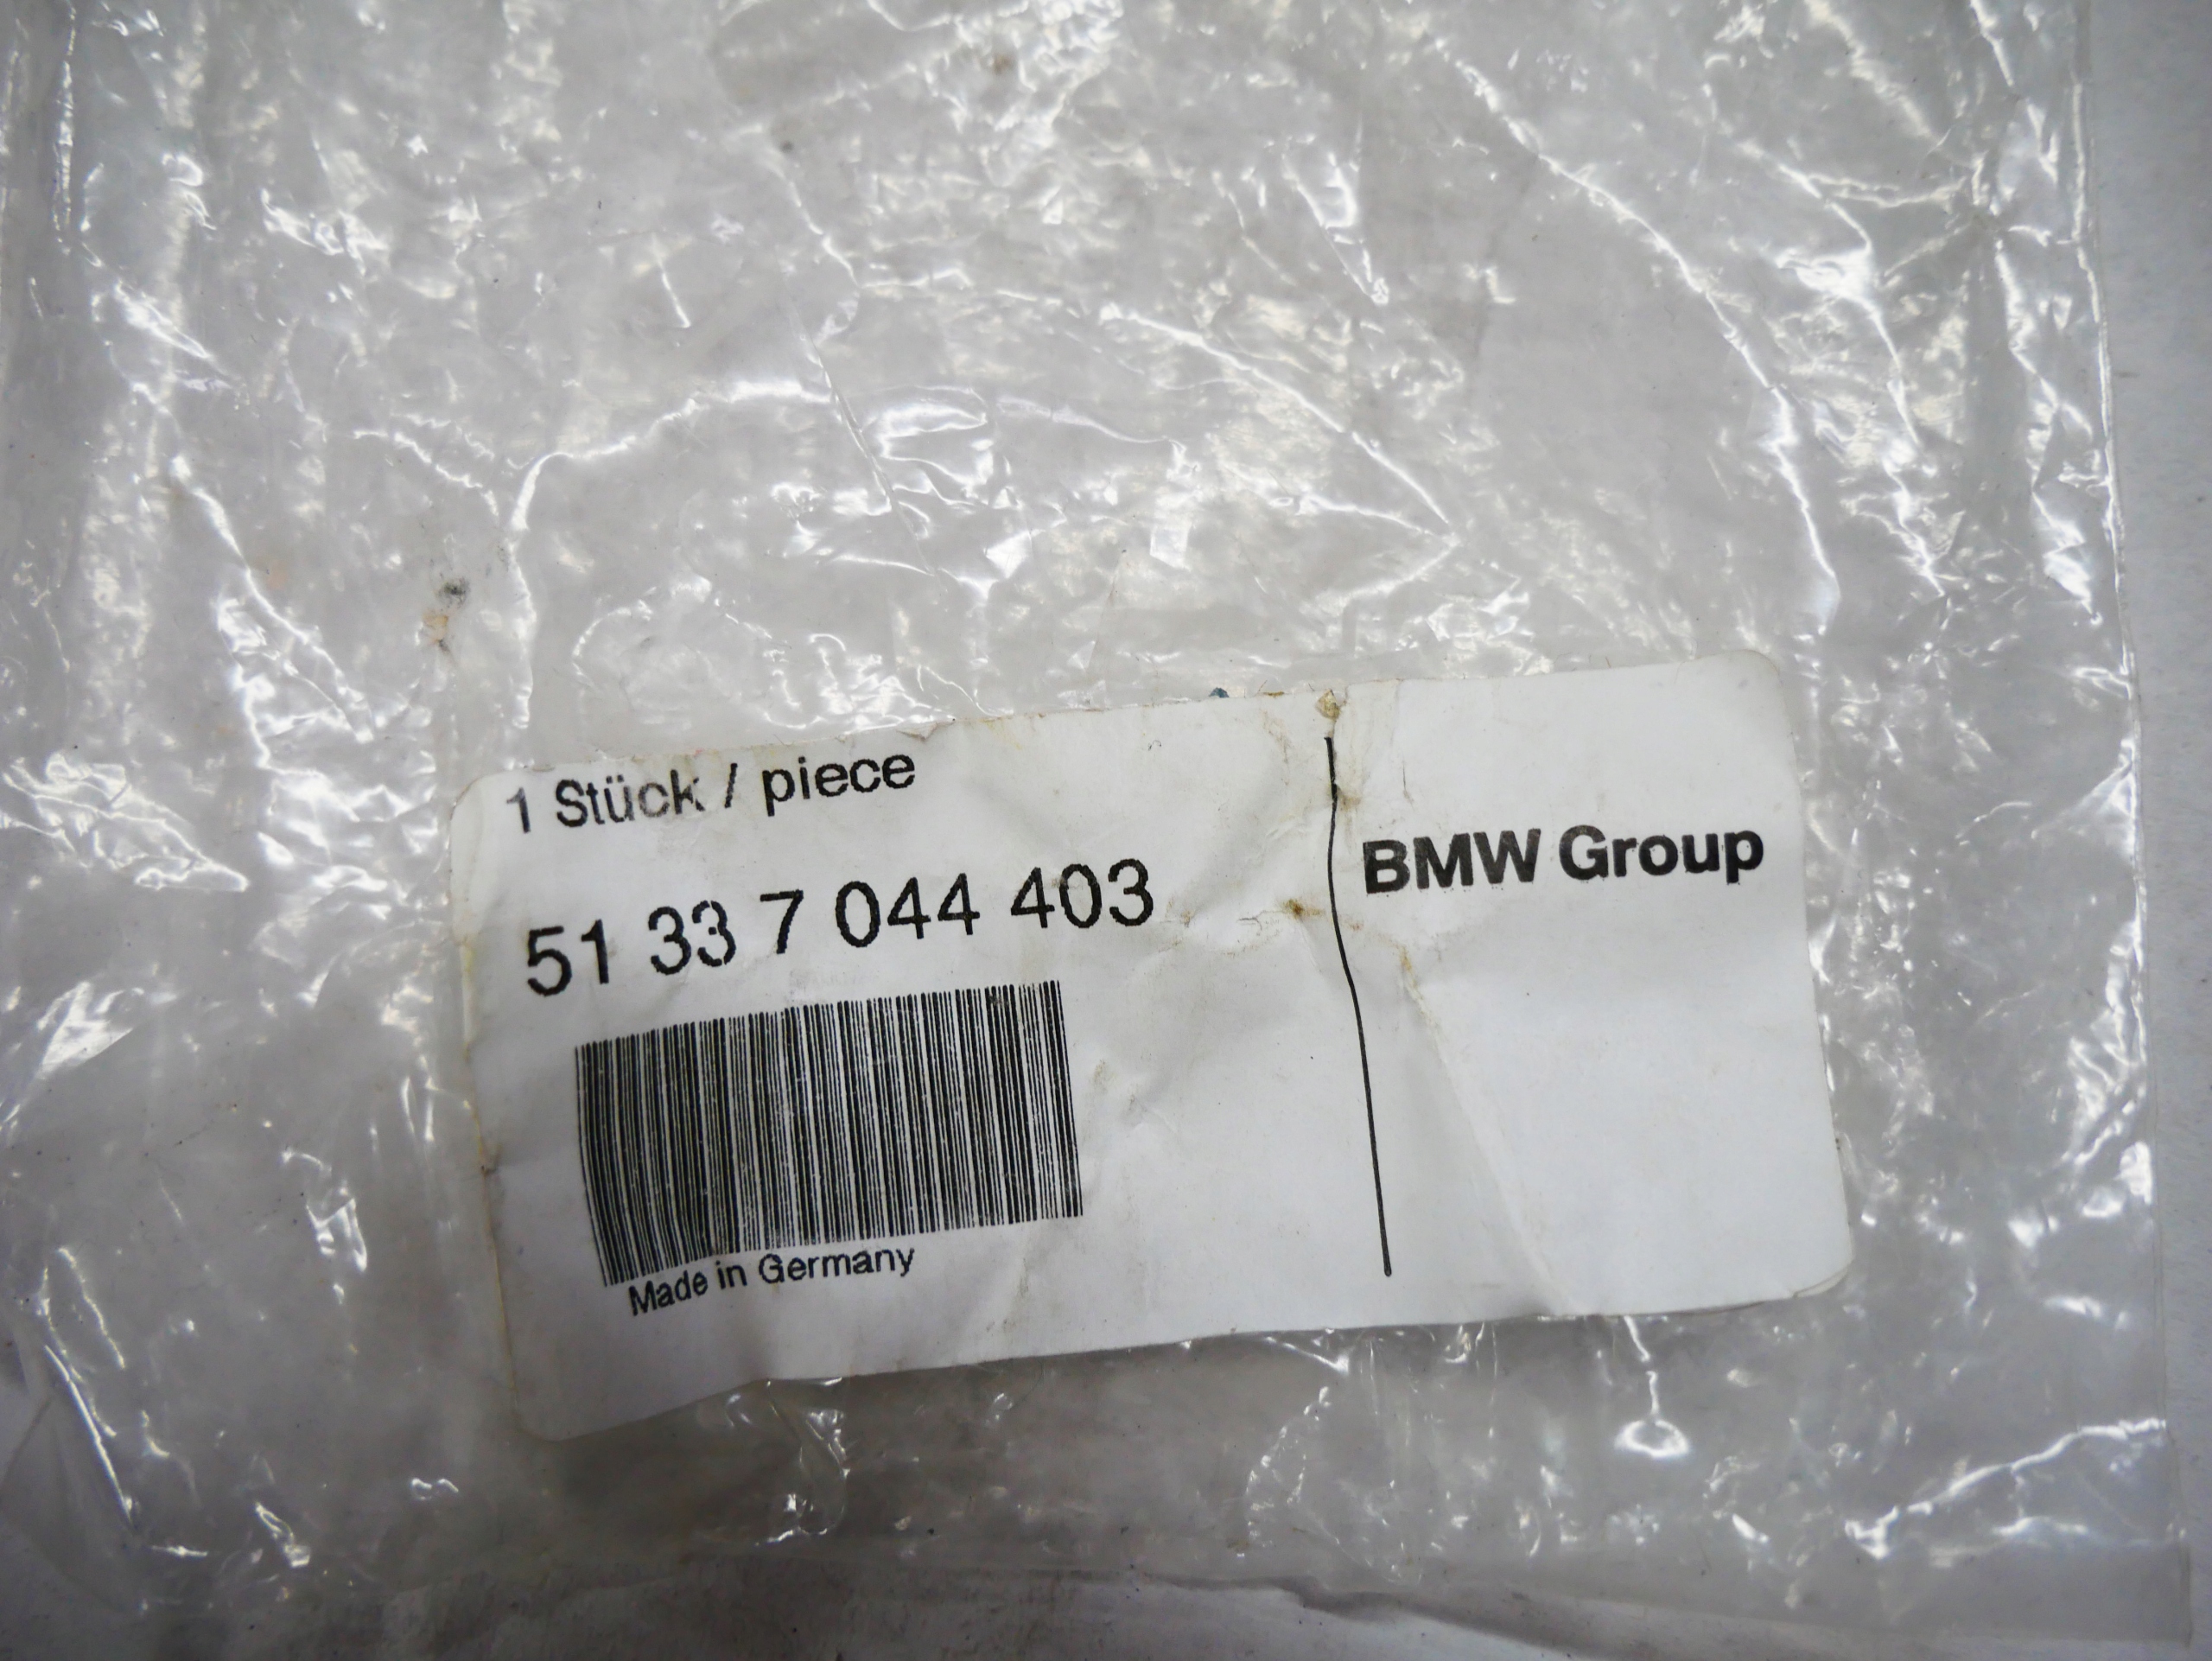 1 Stück / piece
51 33 7 044 403
Made in Germany
BMW Group